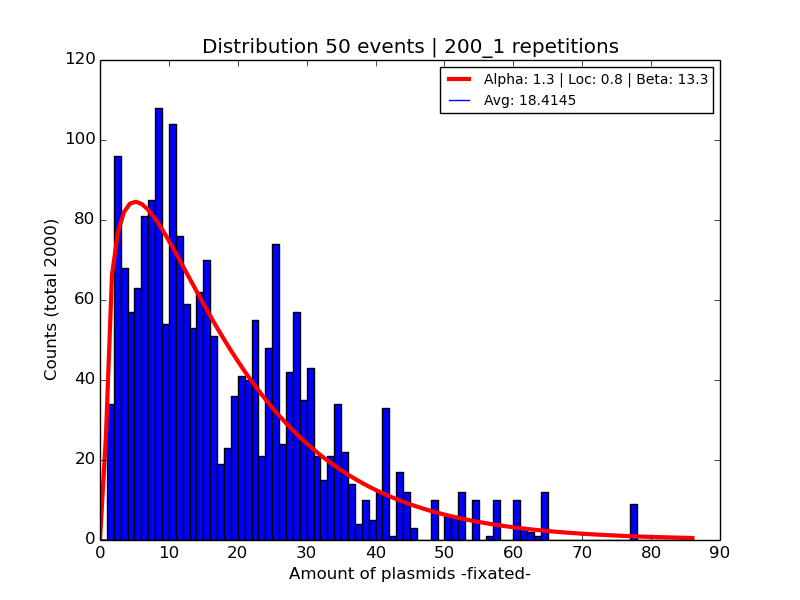 Distribution 50 events | 200_1 repetitions
Alpha: 1.3 | Loc: 0.8 | Beta: 13.3
Avg: 18.4145
Counts (total 2000)
120
100
80
60
40
20
0
0 10 20 30 40 50 60 70 80 90
Amount of plasmids -fixated-